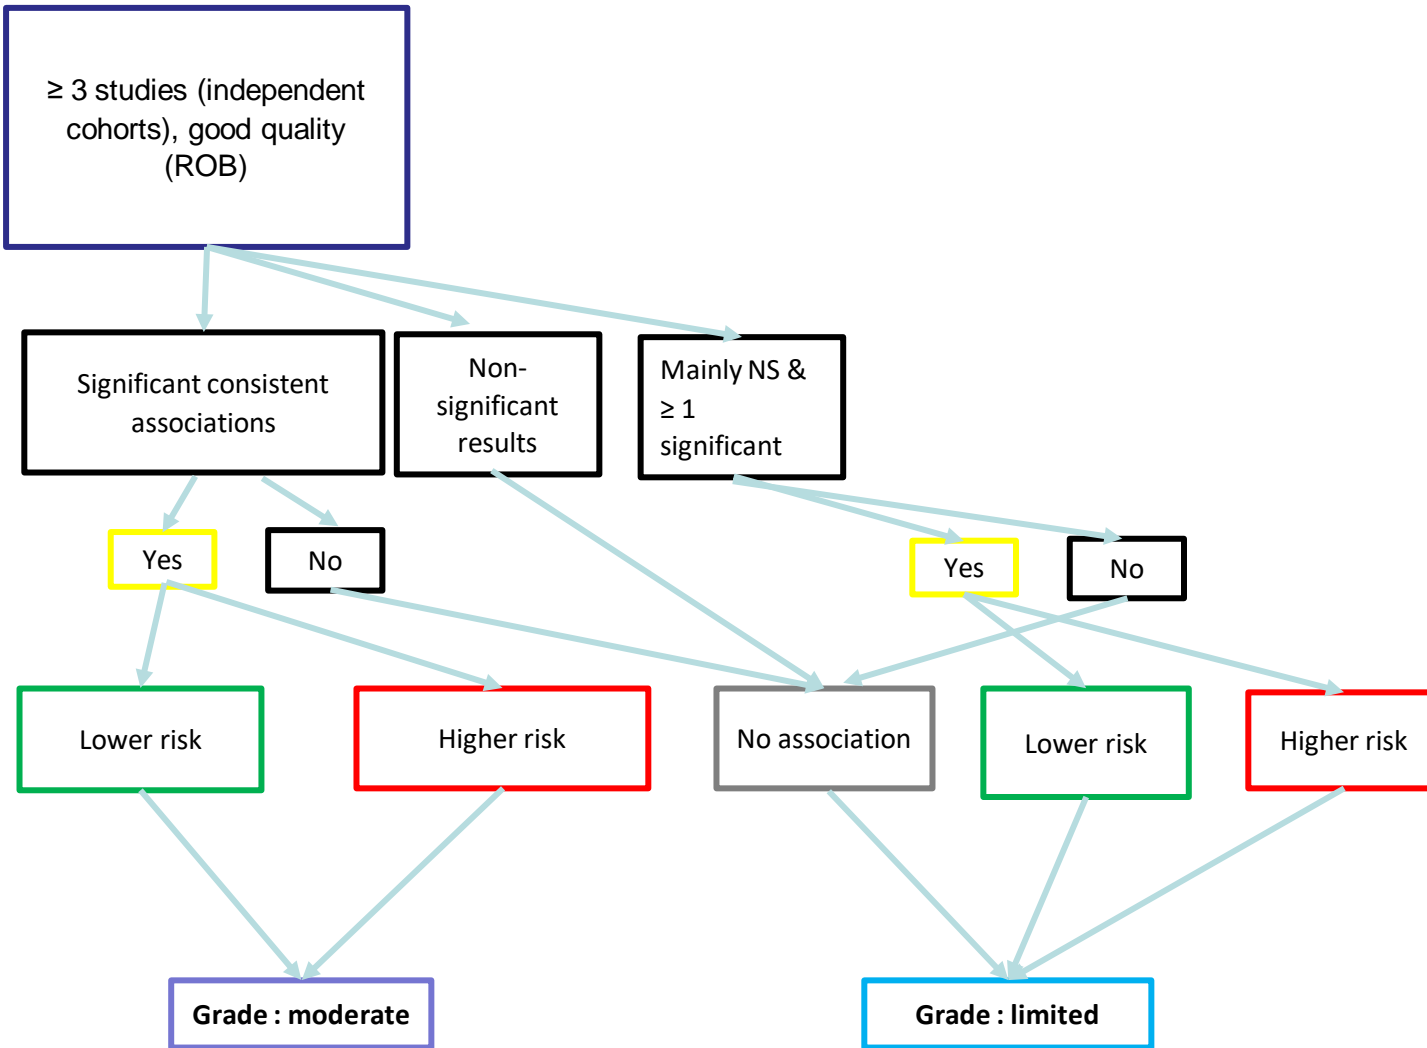 ≥ 3 studies (independent
cohorts), good quality
(ROB)
Significant consistent
associations
Non-
significant
results
Mainly NS &
≥ 1
significant
Yes
No
Yes
No
Lower risk
Higher risk
No association
Lower risk
Higher risk
Grade : moderate
Grade : limited